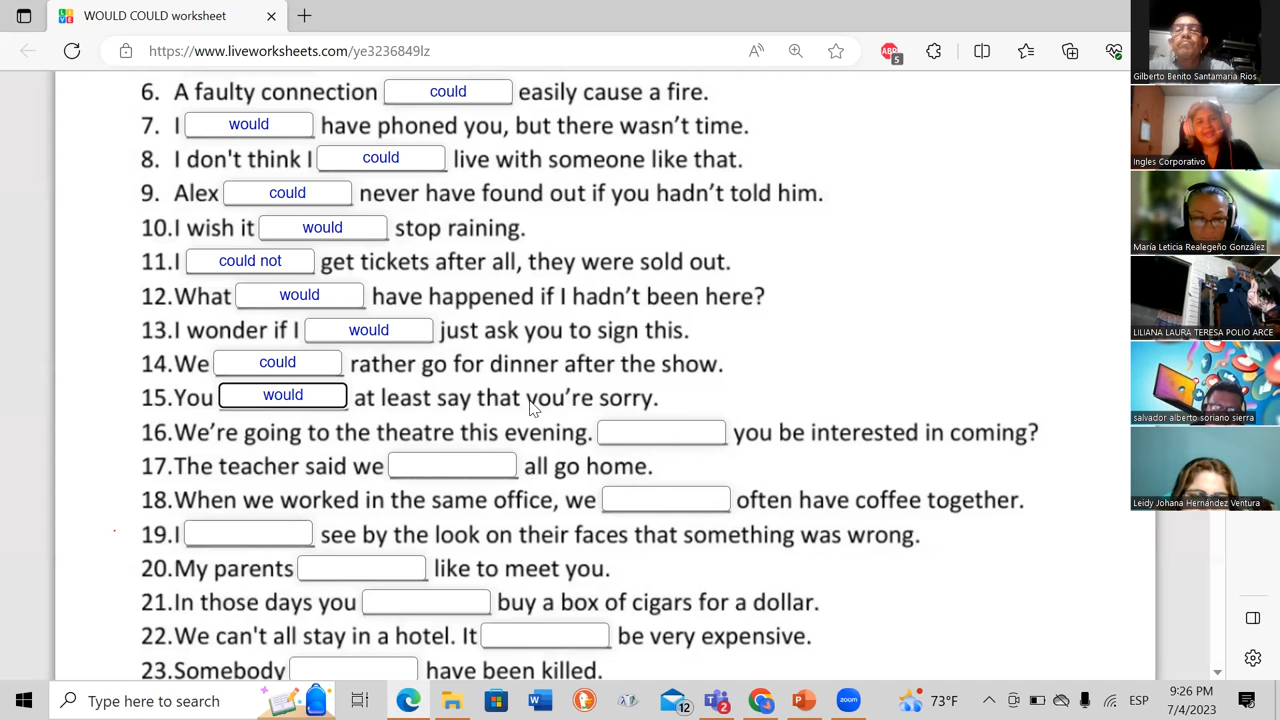 WOULD COULD worksheet
https://www.liveworksheets.com/ye3236849lz
ABP
5
6. A faulty connection could easily cause a fire.
7. I would have phoned you, but there wasn't time.
8. I don't think I could live with someone like that.
9. Alex could never have found out if you hadn't told him.
10. I wish it would stop raining.
11. I could not get tickets after all, they were sold out.
12. What would have happened if I hadn't been here?
13. I wonder if I would just ask you to sign this.
14. We could rather go for dinner after the show.
15. You would at least say that you're sorry.
16. We're going to the theatre this evening. you be interested in coming?
17. The teacher said we all go home.
18. When we worked in the same office, we often have coffee together.
19. I see by the look on their faces that something was wrong.
20. My parents like to meet you.
21. In those days you buy a box of cigars for a dollar.
22. We can't all stay in a hotel. It be very expensive.
23. Somebody have been killed.
Gilberto Benito Santamaria Rios
Ingles Corporativo
María Leticia Realegeño González
LILIANA LAURA TERESA POLIO ARCE
salvador alberto soriano sierra
Leidy Johana Hernández Ventura
Type here to search
12
2
zoom
73°F
ESP
9:26 PM
7/4/2023